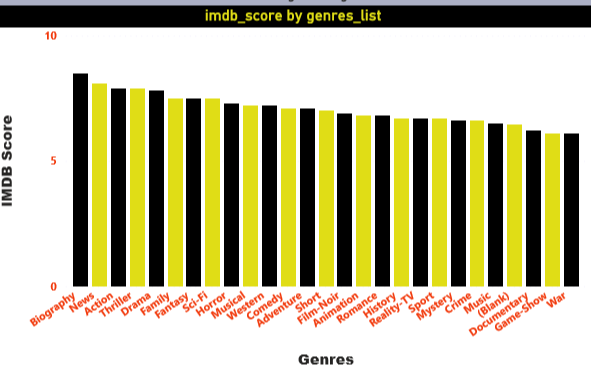 imdb_score by genres_list
10
5
0
IMDB Score
Biography
News
Action
Thriller
Drama
Family
Fantasy
Sci-Fi
Horror
Musical
Western
Comedy
Adventure
Short
Film-Noir
Animation
Romance
History
Reality-TV
Sport
Mystery
Crime
Music
(Blank)
Documentary
Game-Show
War
Genres